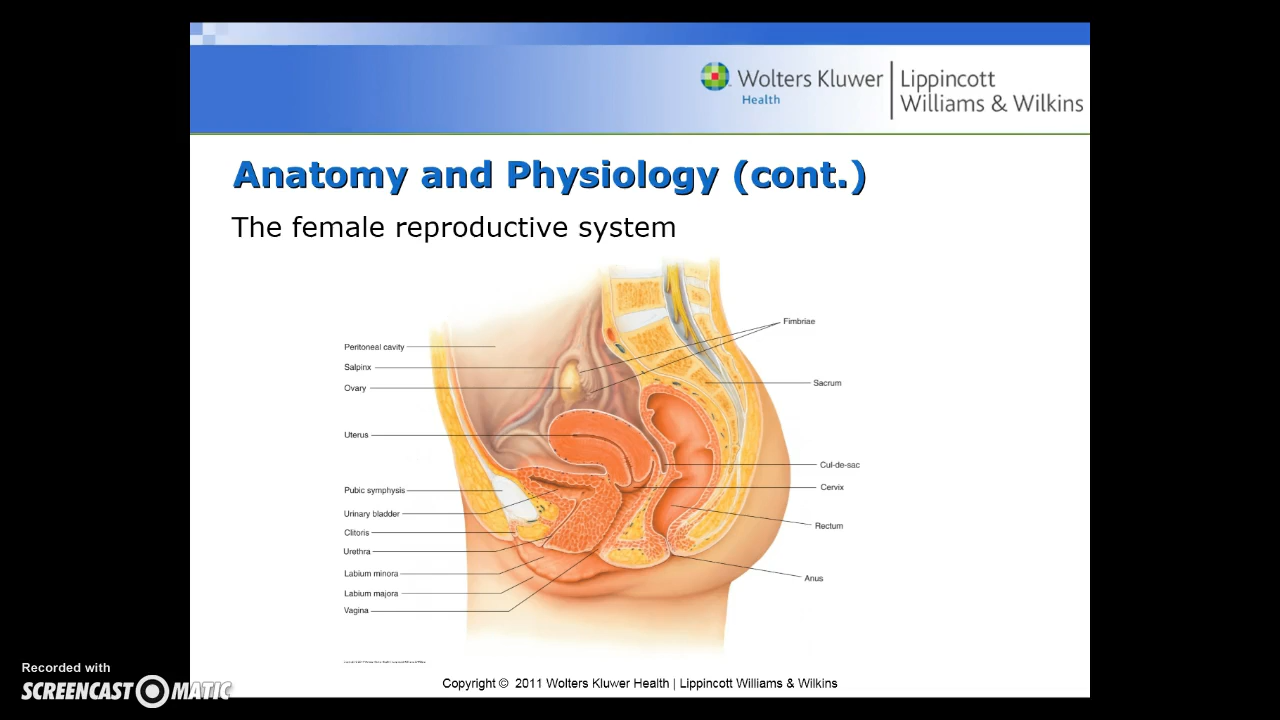 Wolters Kluwer
Health
Lippincott
Williams & Wilkins
Anatomy and Physiology (cont.)
The female reproductive system
Fimbriae
Peritoneal cavity
Salpinx
Ovary
Sacrum
Uterus
Cul-de-sac
Cervix
Pubic symphysis
Urinary bladder
Rectum
Clitoris
Urethra
Labium minora
Anus
Labium majora
Vagina
Copyright © 2011 Wolters Kluwer Health | Lippincott Williams & Wilkins
Recorded with
SCREENCAST MATIC